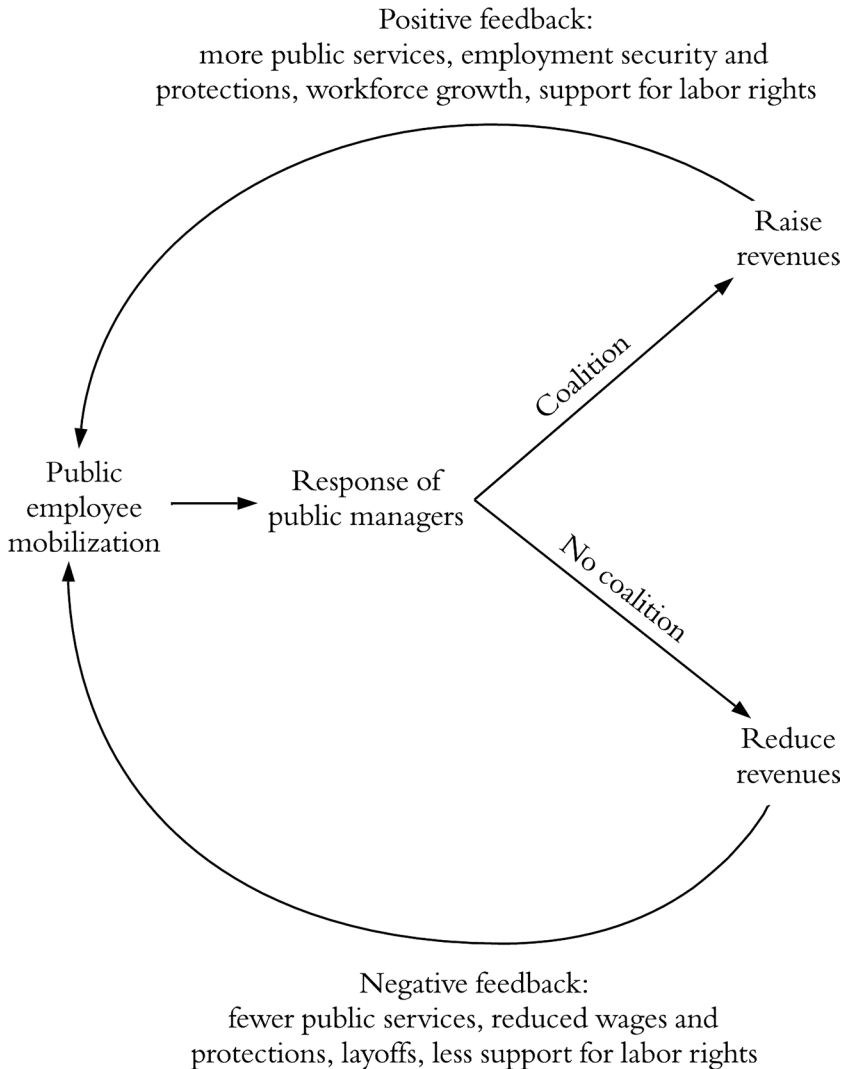 Positive feedback:
more public services, employment security and
protections, workforce growth, support for labor rights
Raise
revenues
Coalition
Public
employee
mobilization
Response of
public managers
No coalition
Reduce
revenues
Negative feedback:
fewer public services, reduced wages and
protections, layoffs, less support for labor rights